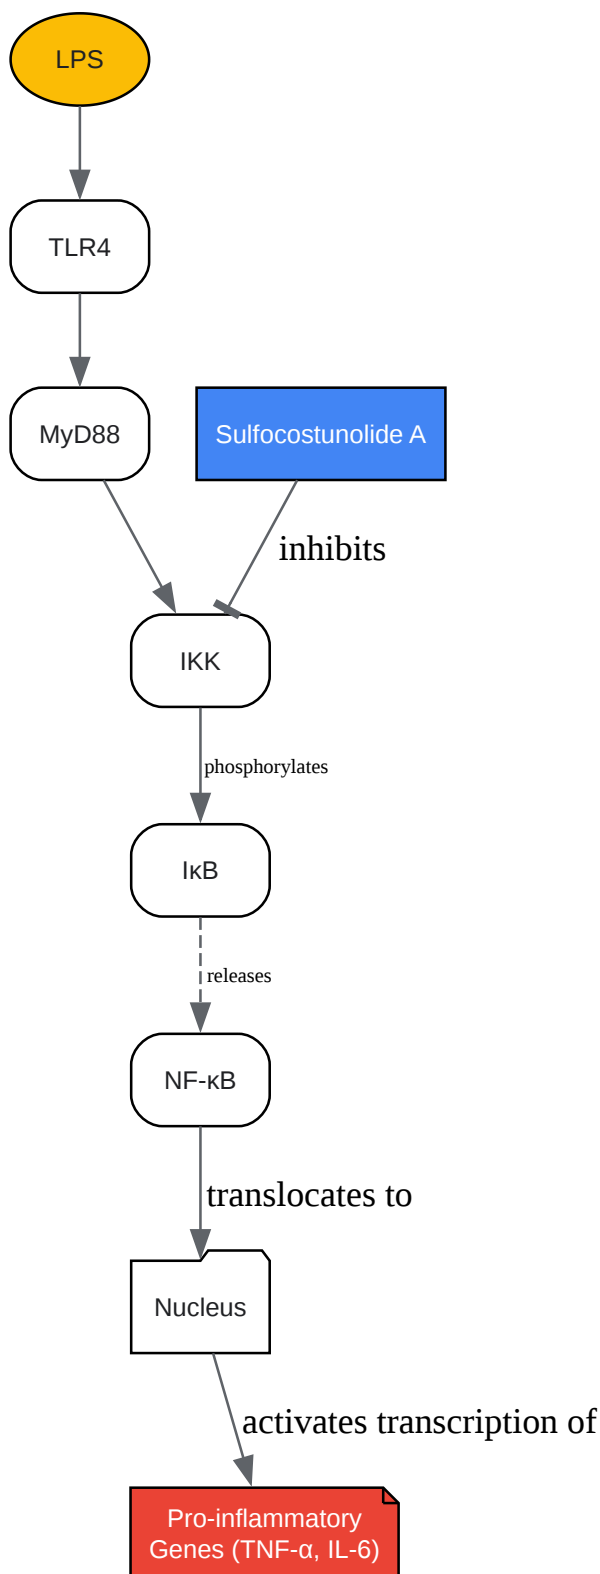 LPS
TLR4
MyD88
Sulfocostunolide A
inhibits
IKK
phosphorylates
IκB
releases
NF-κB
translocates to
Nucleus
activates transcription of
Pro-inflammatory
Genes (TNF-α, IL-6)